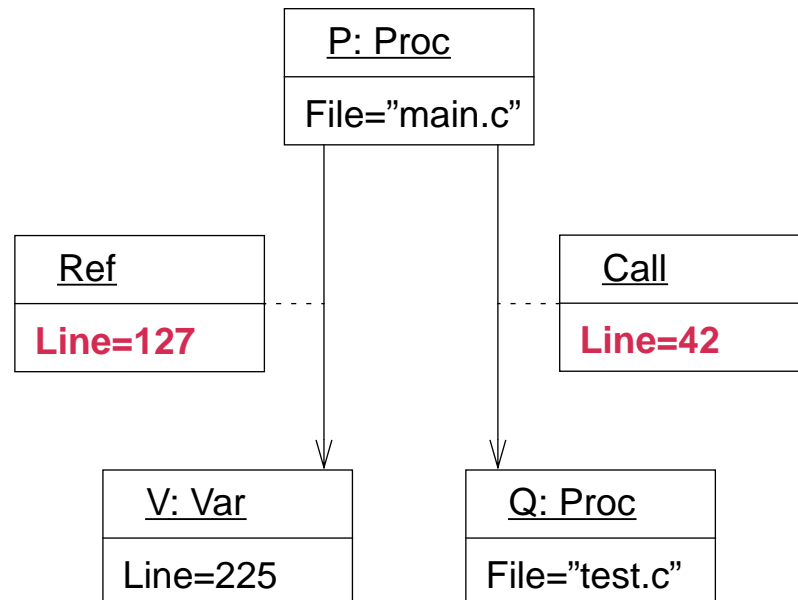 P: Proc
File=”main.c”
Ref
Line=127
Call
Line=42
V: Var
Line=225
Q: Proc
File=”test.c”